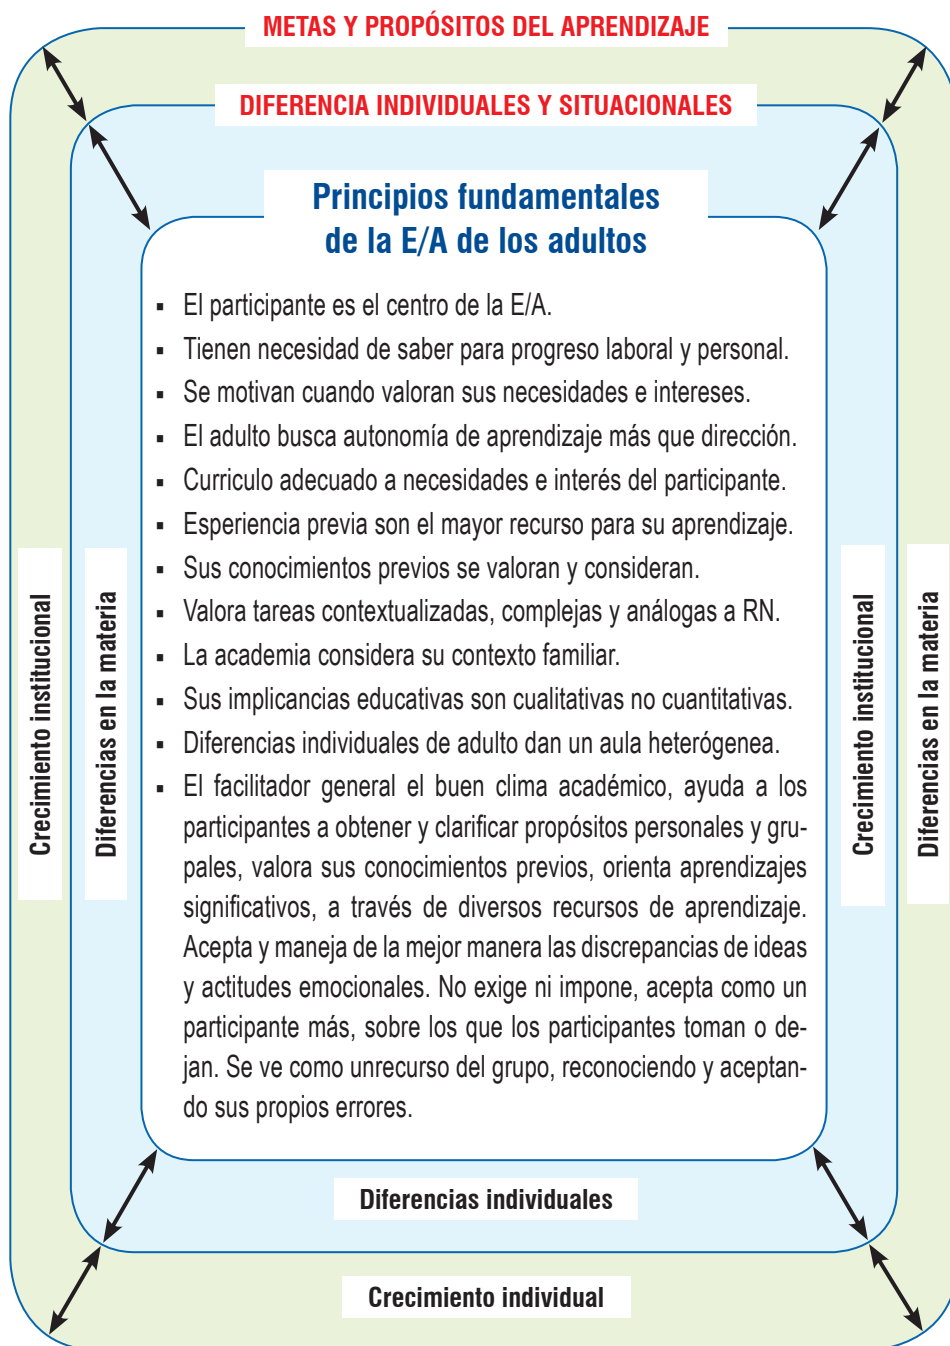 METAS Y PROPÓSITOS DEL APRENDIZAJE
DIFERENCIA INDIVIDUALES Y SITUACIONALES
Principios fundamentales
de la E/A de los adultos
▪ El participante es el centro de la E/A.
▪ Tienen necesidad de saber para progreso laboral y personal.
▪ Se motivan cuando valoran sus necesidades e intereses.
▪ El adulto busca autonomía de aprendizaje más que dirección.
▪ Curriculo adecuado a necesidades e interés del participante.
▪ Esperiencia previa son el mayor recurso para su aprendizaje.
▪ Sus conocimientos previos se valoran y consideran.
▪ Valora tareas contextualizadas, complejas y análogas a RN.
▪ La academia considera su contexto familiar.
▪ Sus implicancias educativas son cualitativas no cuantitativas.
▪ Diferencias individuales de adulto dan un aula heterógenea.
▪ El facilitador general el buen clima académico, ayuda a los
participantes a obtener y clarificar propósitos personales y gru-
pales, valora sus conocimientos previos, orienta aprendizajes
significativos, a través de diversos recursos de aprendizaje.
Acepta y maneja de la mejor manera las discrepancias de ideas
y actitudes emocionales. No exige ni impone, acepta como un
participante más, sobre los que los participantes toman o de-
jan. Se ve como unrecurso del grupo, reconociendo y aceptan-
do sus propios errores.
Crecimiento institucional
Diferencias en la materia
Crecimiento institucional
Diferencias en la materia
Diferencias individuales
Crecimiento individual